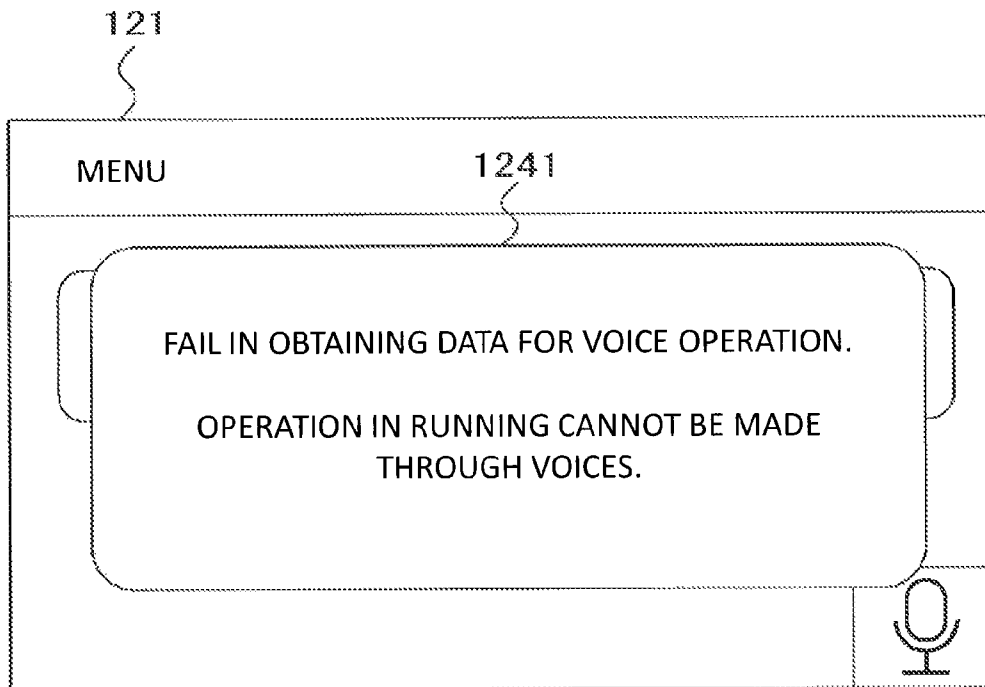 121
MENU
1241
FAIL IN OBTAINING DATA FOR VOICE OPERATION.
OPERATION IN RUNNING CANNOT BE MADE
THROUGH VOICES.